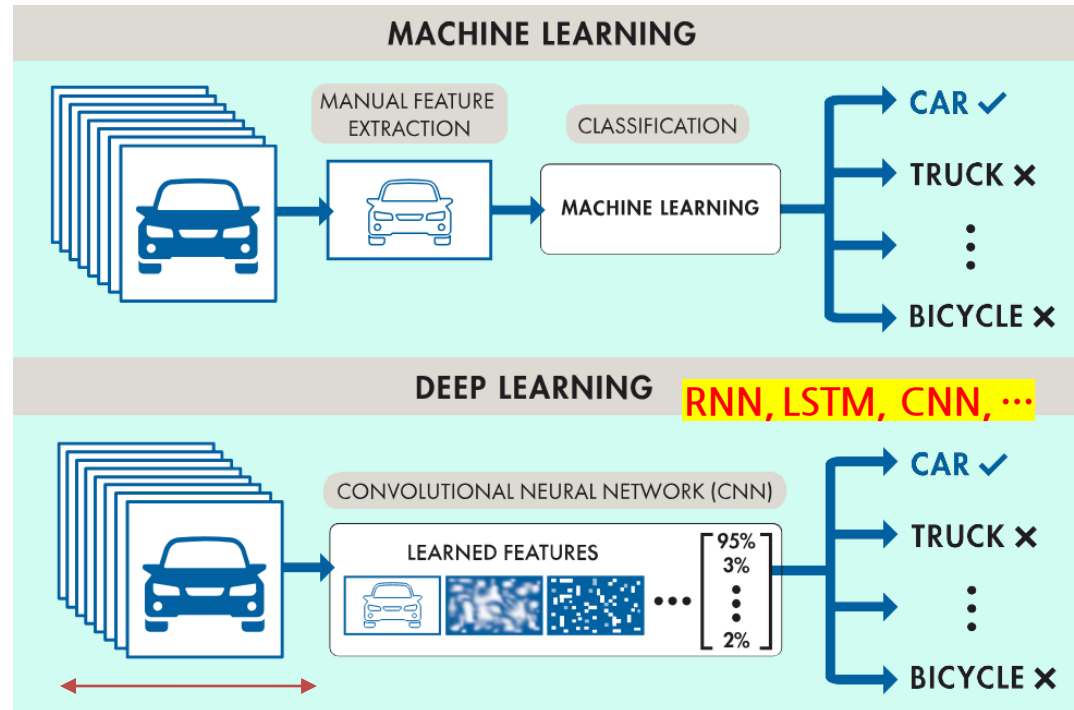 MACHINE LEARNING
MANUAL FEATURE
EXTRACTION
CLASSIFICATION
MACHINE LEARNING
CAR ✓
TRUCK ×
⋮
BICYCLE ×
DEEP LEARNING
RNN, LSTM, CNN, ⋯
CONVOLUTIONAL NEURAL NETWORK (CNN)
LEARNED FEATURES
•••
95%
3%
⋮
2%
CAR ✓
TRUCK ×
⋮
BICYCLE ×